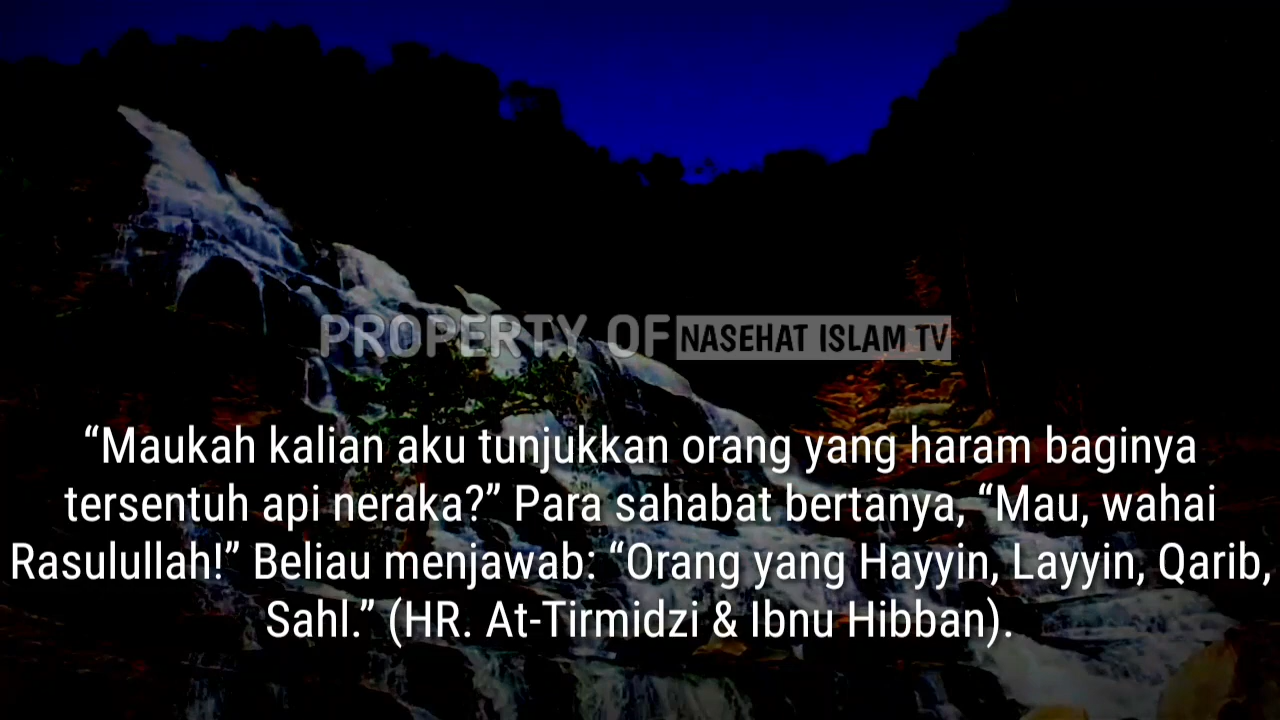 PROPERTY OF NASEHAT ISLAM TV
“Maukah kalian aku tunjukkan orang yang haram baginya
tersentuh api neraka?” Para sahabat bertanya, “Mau, wahai
Rasulullah!” Beliau menjawab: “Orang yang Hayyin, Layyin, Qarib,
Sahl.” (HR. At-Tirmidzi & Ibnu Hibban).